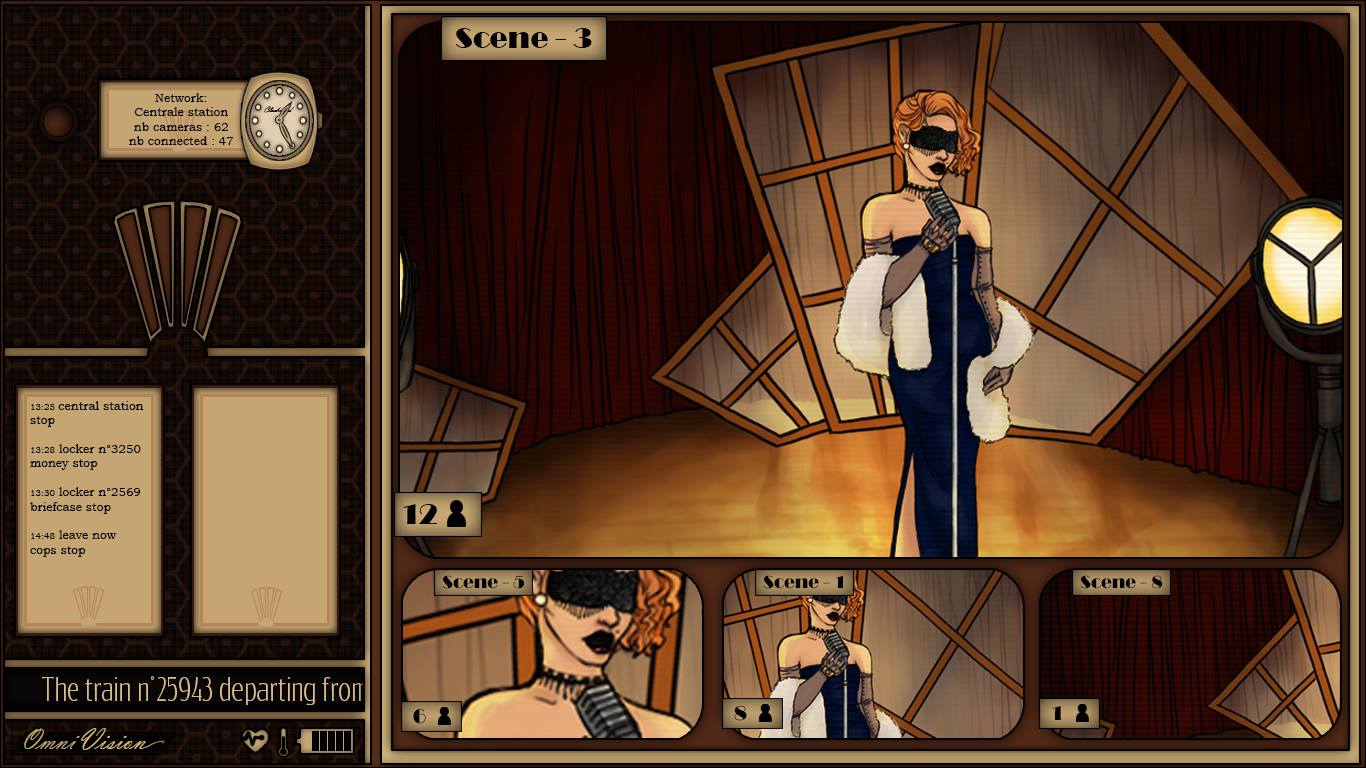 Scene - 3
Network:
Centrale station
nb cameras : 62
nb connected : 47
13:25 central station
stop
13:28 locker n°3250
money stop
13:30 locker n°2569
briefcase stop
14:48 leave now
cops stop
12
Scene - 5
Scene - 1
Scene - 8
6
8
1
The train n°25943 departing from
OmniVision